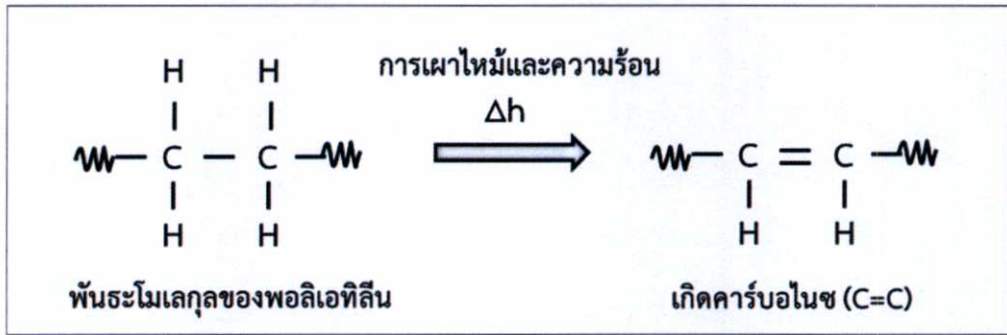 H H
การเผาไหม้และความร้อน
Δh
C — C
C = C
H H
H H
พันธะโมเลกุลของพอลิเอทิลีน
เกิดคาร์บอไนซ (C=C)